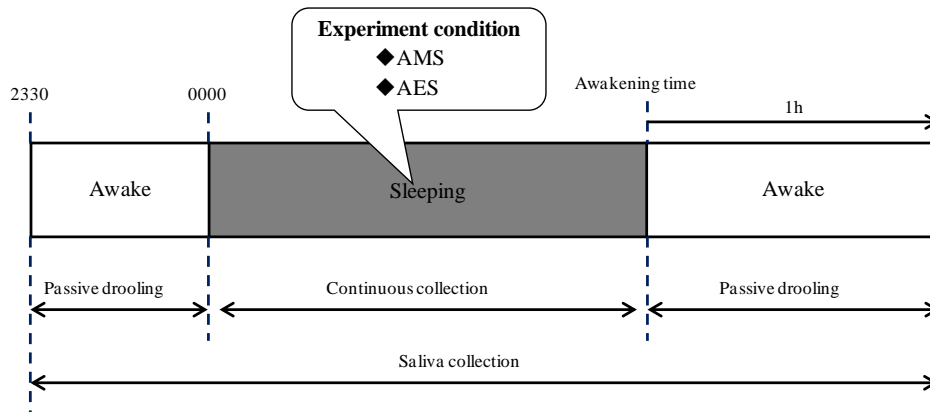 Experiment condition
◆AMS
◆AES
2330
0000
Awakening time
1h
Awake
Sleeping
Awake
Passive drooling
Continuous collection
Passive drooling
Saliva collection